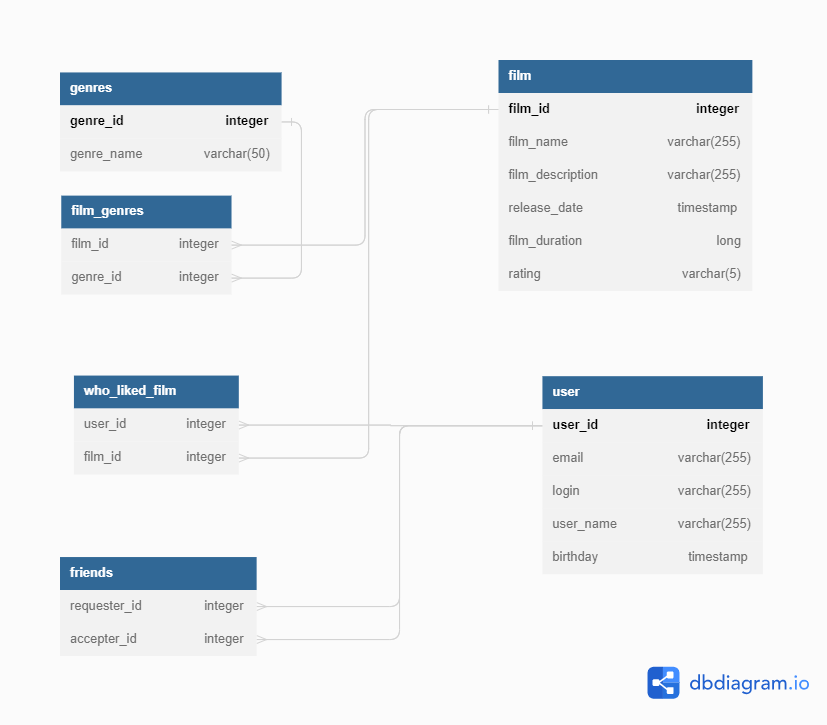 genres
genre_id integer
genre_name varchar(50)
film_genres
film_id integer
genre_id integer
who_liked_film
user_id integer
film_id integer
friends
requester_id integer
accepter_id integer
film
film_id integer
film_name varchar(255)
film_description varchar(255)
release_date timestamp
film_duration long
rating varchar(5)
user
user_id integer
email varchar(255)
login varchar(255)
user_name varchar(255)
birthday timestamp
dbdiagram.io